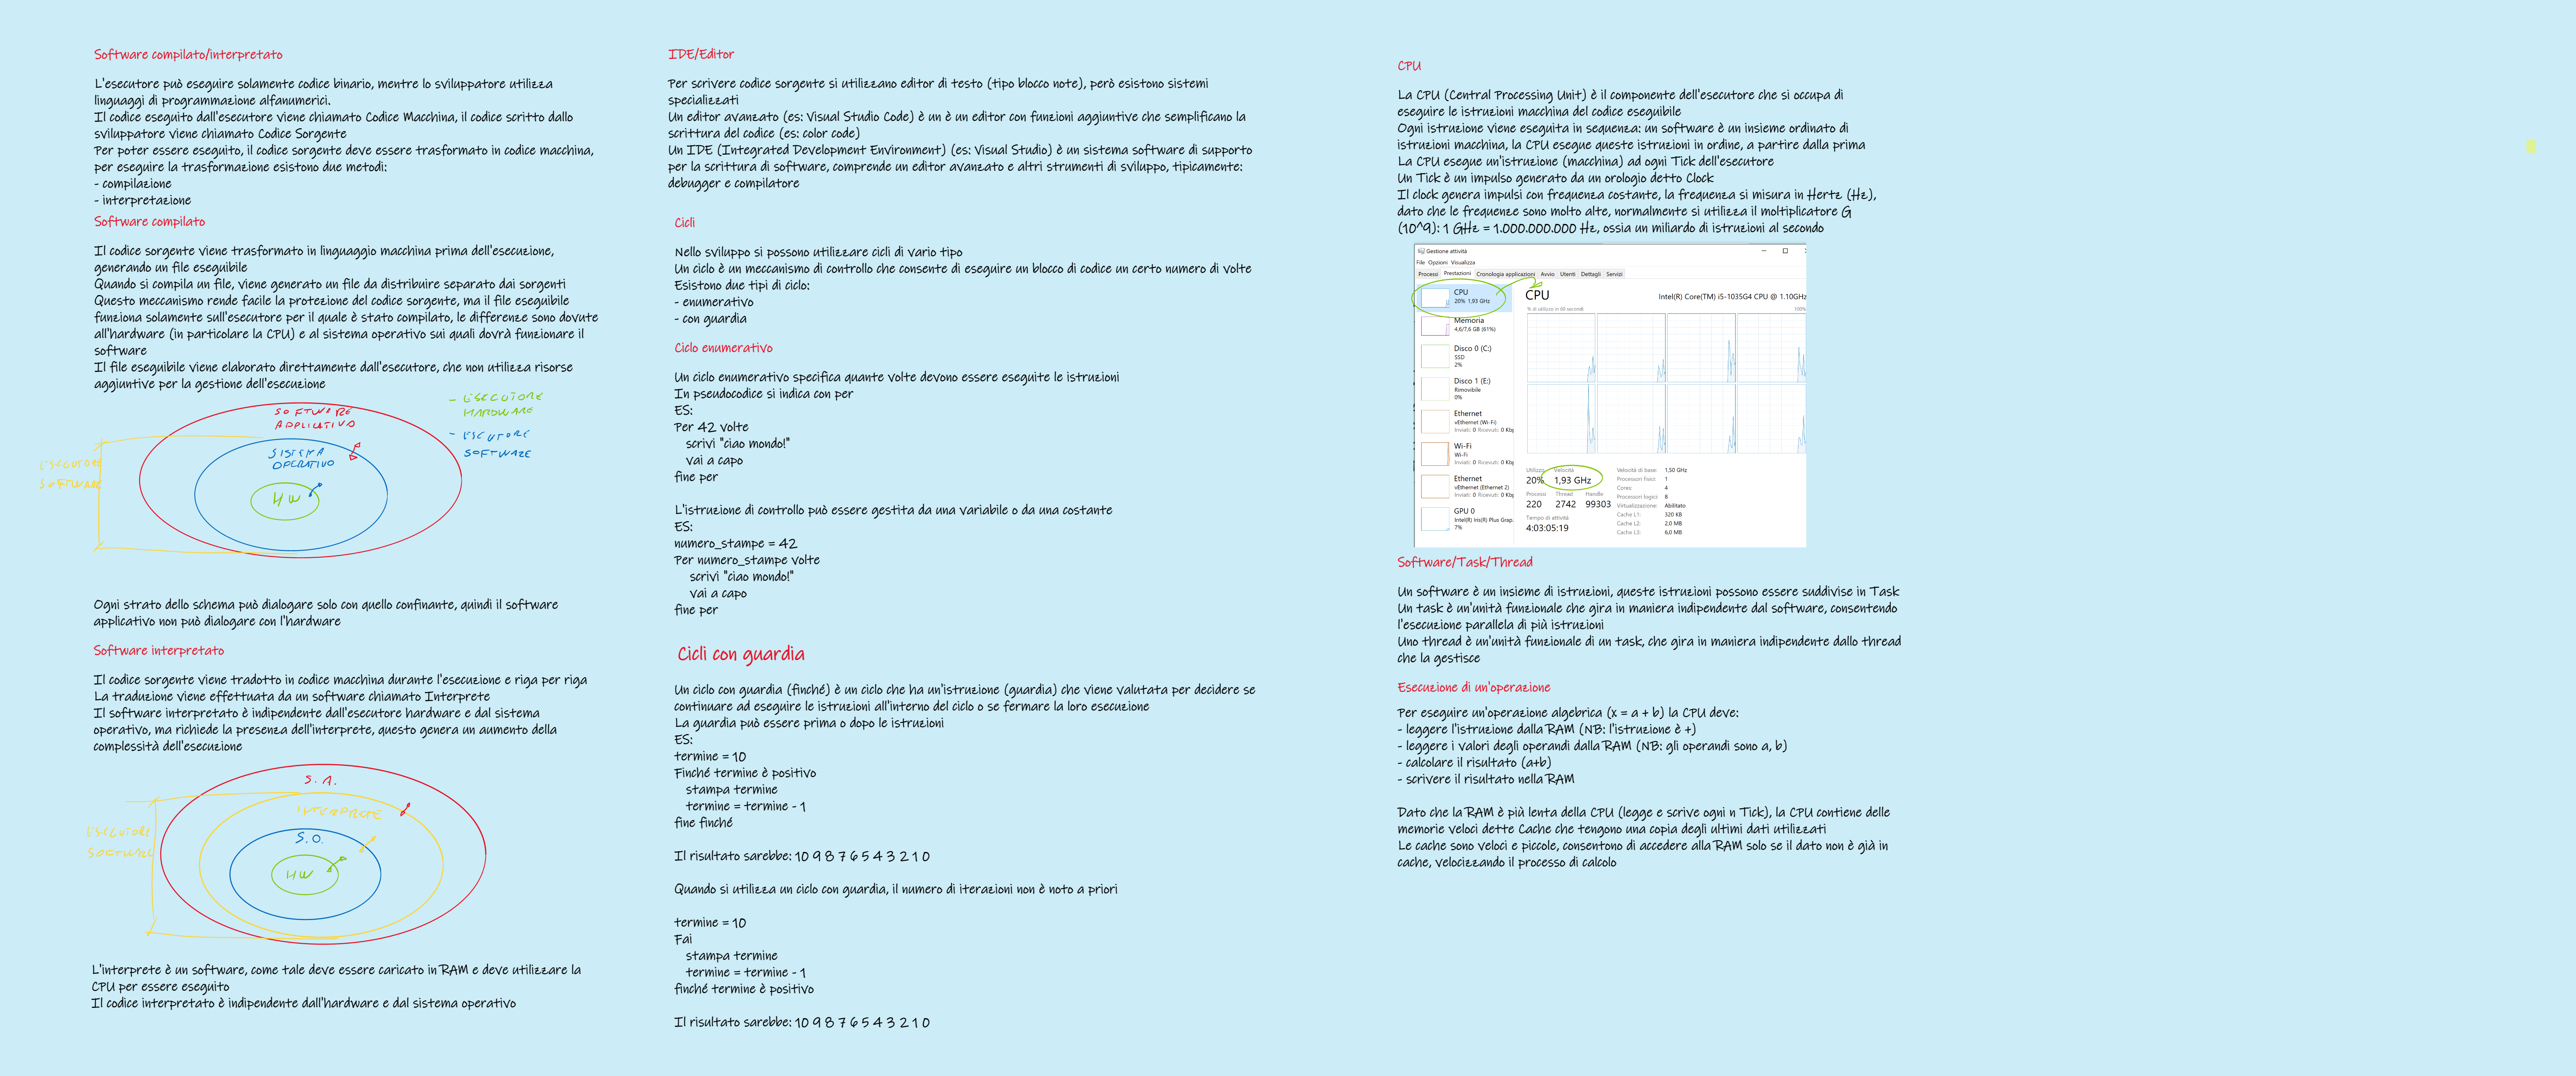 Software compilato/interpretato
L'esecutore può eseguire solamente codice binario, mentre lo sviluppatore utilizza
linguaggi di programmazione alfanumerici.
Il codice eseguito dall'esecutore viene chiamato Codice Macchina, il codice scritto dallo
sviluppatore viene chiamato Codice Sorgente
Per poter essere eseguito, il codice sorgente deve essere trasformato in codice macchina,
per eseguire la trasformazione esistono due metodi:
- compilazione
- interpretazione
Software compilato
Il codice sorgente viene trasformato in linguaggio macchina prima dell'esecuzione,
generando un file eseguibile
Quando si compila un file, viene generato un file da distribuire separato dai sorgenti
Questo meccanismo rende facile la protezione del codice sorgente, ma il file eseguibile
funziona solamente sull'esecutore per il quale è stato compilato, le differenze sono dovute
all'hardware (in particolare la CPU) e al sistema operativo sui quali dovrà funzionare il
software
Il file eseguibile viene elaborato direttamente dall'esecutore, che non utilizza risorse
aggiuntive per la gestione dell'esecuzione
SOFTWARE
APPLICATIVO
- ESECUTORE
HARDWARE
- ESECUTORE
SOFTWARE
SISTEMA
OPERATIVO
HW
ESECUTORE
SOFTWARE
Ogni strato dello schema può dialogare solo con quello confinante, quindi il software
applicativo non può dialogare con l'hardware
Software interpretato
Il codice sorgente viene tradotto in codice macchina durante l'esecuzione e riga per riga
La traduzione viene effettuata da un software chiamato Interprete
Il software interpretato è indipendente dall'esecutore hardware e dal sistema
operativo, ma richiede la presenza dell'interprete, questo genera un aumento della
complessità dell'esecuzione
S. A.
INTERPRETE
S. O.
HW
ESECUTORE
SOFTWARE
L'interprete è un software, come tale deve essere caricato in RAM e deve utilizzare la
CPU per essere eseguito
Il codice interpretato è indipendente dall'hardware e dal sistema operativo
IDE/Editor
Per scrivere codice sorgente si utilizzano editor di testo (tipo blocco note), però esistono sistemi
specializzati
Un editor avanzato (es: Visual Studio Code) è un è un editor con funzioni aggiuntive che semplificano la
scrittura del codice (es: color code)
Un IDE (Integrated Development Environment) (es: Visual Studio) è un sistema software di supporto
per la scrittura di software, comprende un editor avanzato e altri strumenti di sviluppo, tipicamente:
debugger e compilatore
Cicli
Nello sviluppo si possono utilizzare cicli di vario tipo
Un ciclo è un meccanismo di controllo che consente di eseguire un blocco di codice un certo numero di volte
Esistono due tipi di ciclo:
- enumerativo
- con guardia
Ciclo enumerativo
Un ciclo enumerativo specifica quante volte devono essere eseguite le istruzioni
In pseudocodice si indica con per
ES:
Per 42 volte
scrivi "ciao mondo!"
vai a capo
fine per
L'istruzione di controllo può essere gestita da una variabile o da una costante
ES:
numero_stampe = 42
Per numero_stampe volte
scrivi "ciao mondo!"
vai a capo
fine per
Cicli con guardia
Un ciclo con guardia (finché) è un ciclo che ha un'istruzione (guardia) che viene valutata per decidere se
continuare ad eseguire le istruzioni all'interno del ciclo o se fermare la loro esecuzione
La guardia può essere prima o dopo le istruzioni
ES:
termine = 10
Finché termine è positivo
stampa termine
termine = termine - 1
fine finché
Il risultato sarebbe: 10 9 8 7 6 5 4 3 2 1 0
Quando si utilizza un ciclo con guardia, il numero di iterazioni non è noto a priori
termine = 10
Fai
stampa termine
termine = termine - 1
finché termine è positivo
Il risultato sarebbe: 10 9 8 7 6 5 4 3 2 1 0
CPU
La CPU (Central Processing Unit) è il componente dell'esecutore che si occupa di
eseguire le istruzioni macchina del codice eseguibile
Ogni istruzione viene eseguita in sequenza: un software è un insieme ordinato di
istruzioni macchina, la CPU esegue queste istruzioni in ordine, a partire dalla prima
La CPU esegue un'istruzione (macchina) ad ogni Tick dell'esecutore
Un Tick è un impulso generato da un orologio detto Clock
Il clock genera impulsi con frequenza costante, la frequenza si misura in Hertz (Hz),
dato che le frequenze sono molto alte, normalmente si utilizza il moltiplicatore G
(10^9): 1 GHz = 1.000.000.000 Hz, ossia un miliardo di istruzioni al secondo
Gestione attività
File Opzioni Visualizza
Processi Prestazioni Cronologia applicazioni Avvio Utenti Dettagli Servizi
CPU
20% 1,93 GHz
Memoria
4,6/7,6 GB (61%)
Disco 0 (C:)
SSD
2%
Disco 1 (E:)
Rimovibile
0%
Ethernet
vEthernet (Wi-Fi)
Inviati: 0 Ricevuti: 0 Kbp
Wi-Fi
Wi-Fi
Inviati: 0 Ricevuti: 0 Kbp
Ethernet
vEthernet (Ethernet 2)
Inviati: 0 Ricevuti: 0 Kbp
GPU 0
Intel(R) Iris(R) Plus Grap
7%
CPU
Intel(R) Core(TM) i5-1035G4 CPU @ 1.10GHz
% di utilizzo in 60 secondi
100%
Utilizzo Velocità
20% 1,93 GHz
Processi Thread Handle
220 2742 99303
Tempo di attività
4:03:05:19
Velocità di base: 1,50 GHz
Processori fisici: 1
Cores: 4
Processori logici: 8
Virtualizzazione: Abilitato
Cache L1: 320 KB
Cache L2: 2,0 MB
Cache L3: 6,0 MB
Software/Task/Thread
Un software è un insieme di istruzioni, queste istruzioni possono essere suddivise in Task
Un task è un'unità funzionale che gira in maniera indipendente dal software, consentendo
l'esecuzione parallela di più istruzioni
Uno thread è un'unità funzionale di un task, che gira in maniera indipendente dallo thread
che la gestisce
Esecuzione di un'operazione
Per eseguire un'operazione algebrica (x = a + b) la CPU deve:
- leggere l'istruzione dalla RAM (NB: l'istruzione è +)
- leggere i valori degli operandi dalla RAM (NB: gli operandi sono a, b)
- calcolare il risultato (a+b)
- scrivere il risultato nella RAM
Dato che la RAM è più lenta della CPU (legge e scrive ogni n Tick), la CPU contiene delle
memorie veloci dette Cache che tengono una copia degli ultimi dati utilizzati
Le cache sono veloci e piccole, consentono di accedere alla RAM solo se il dato non è già in
cache, velocizzando il processo di calcolo